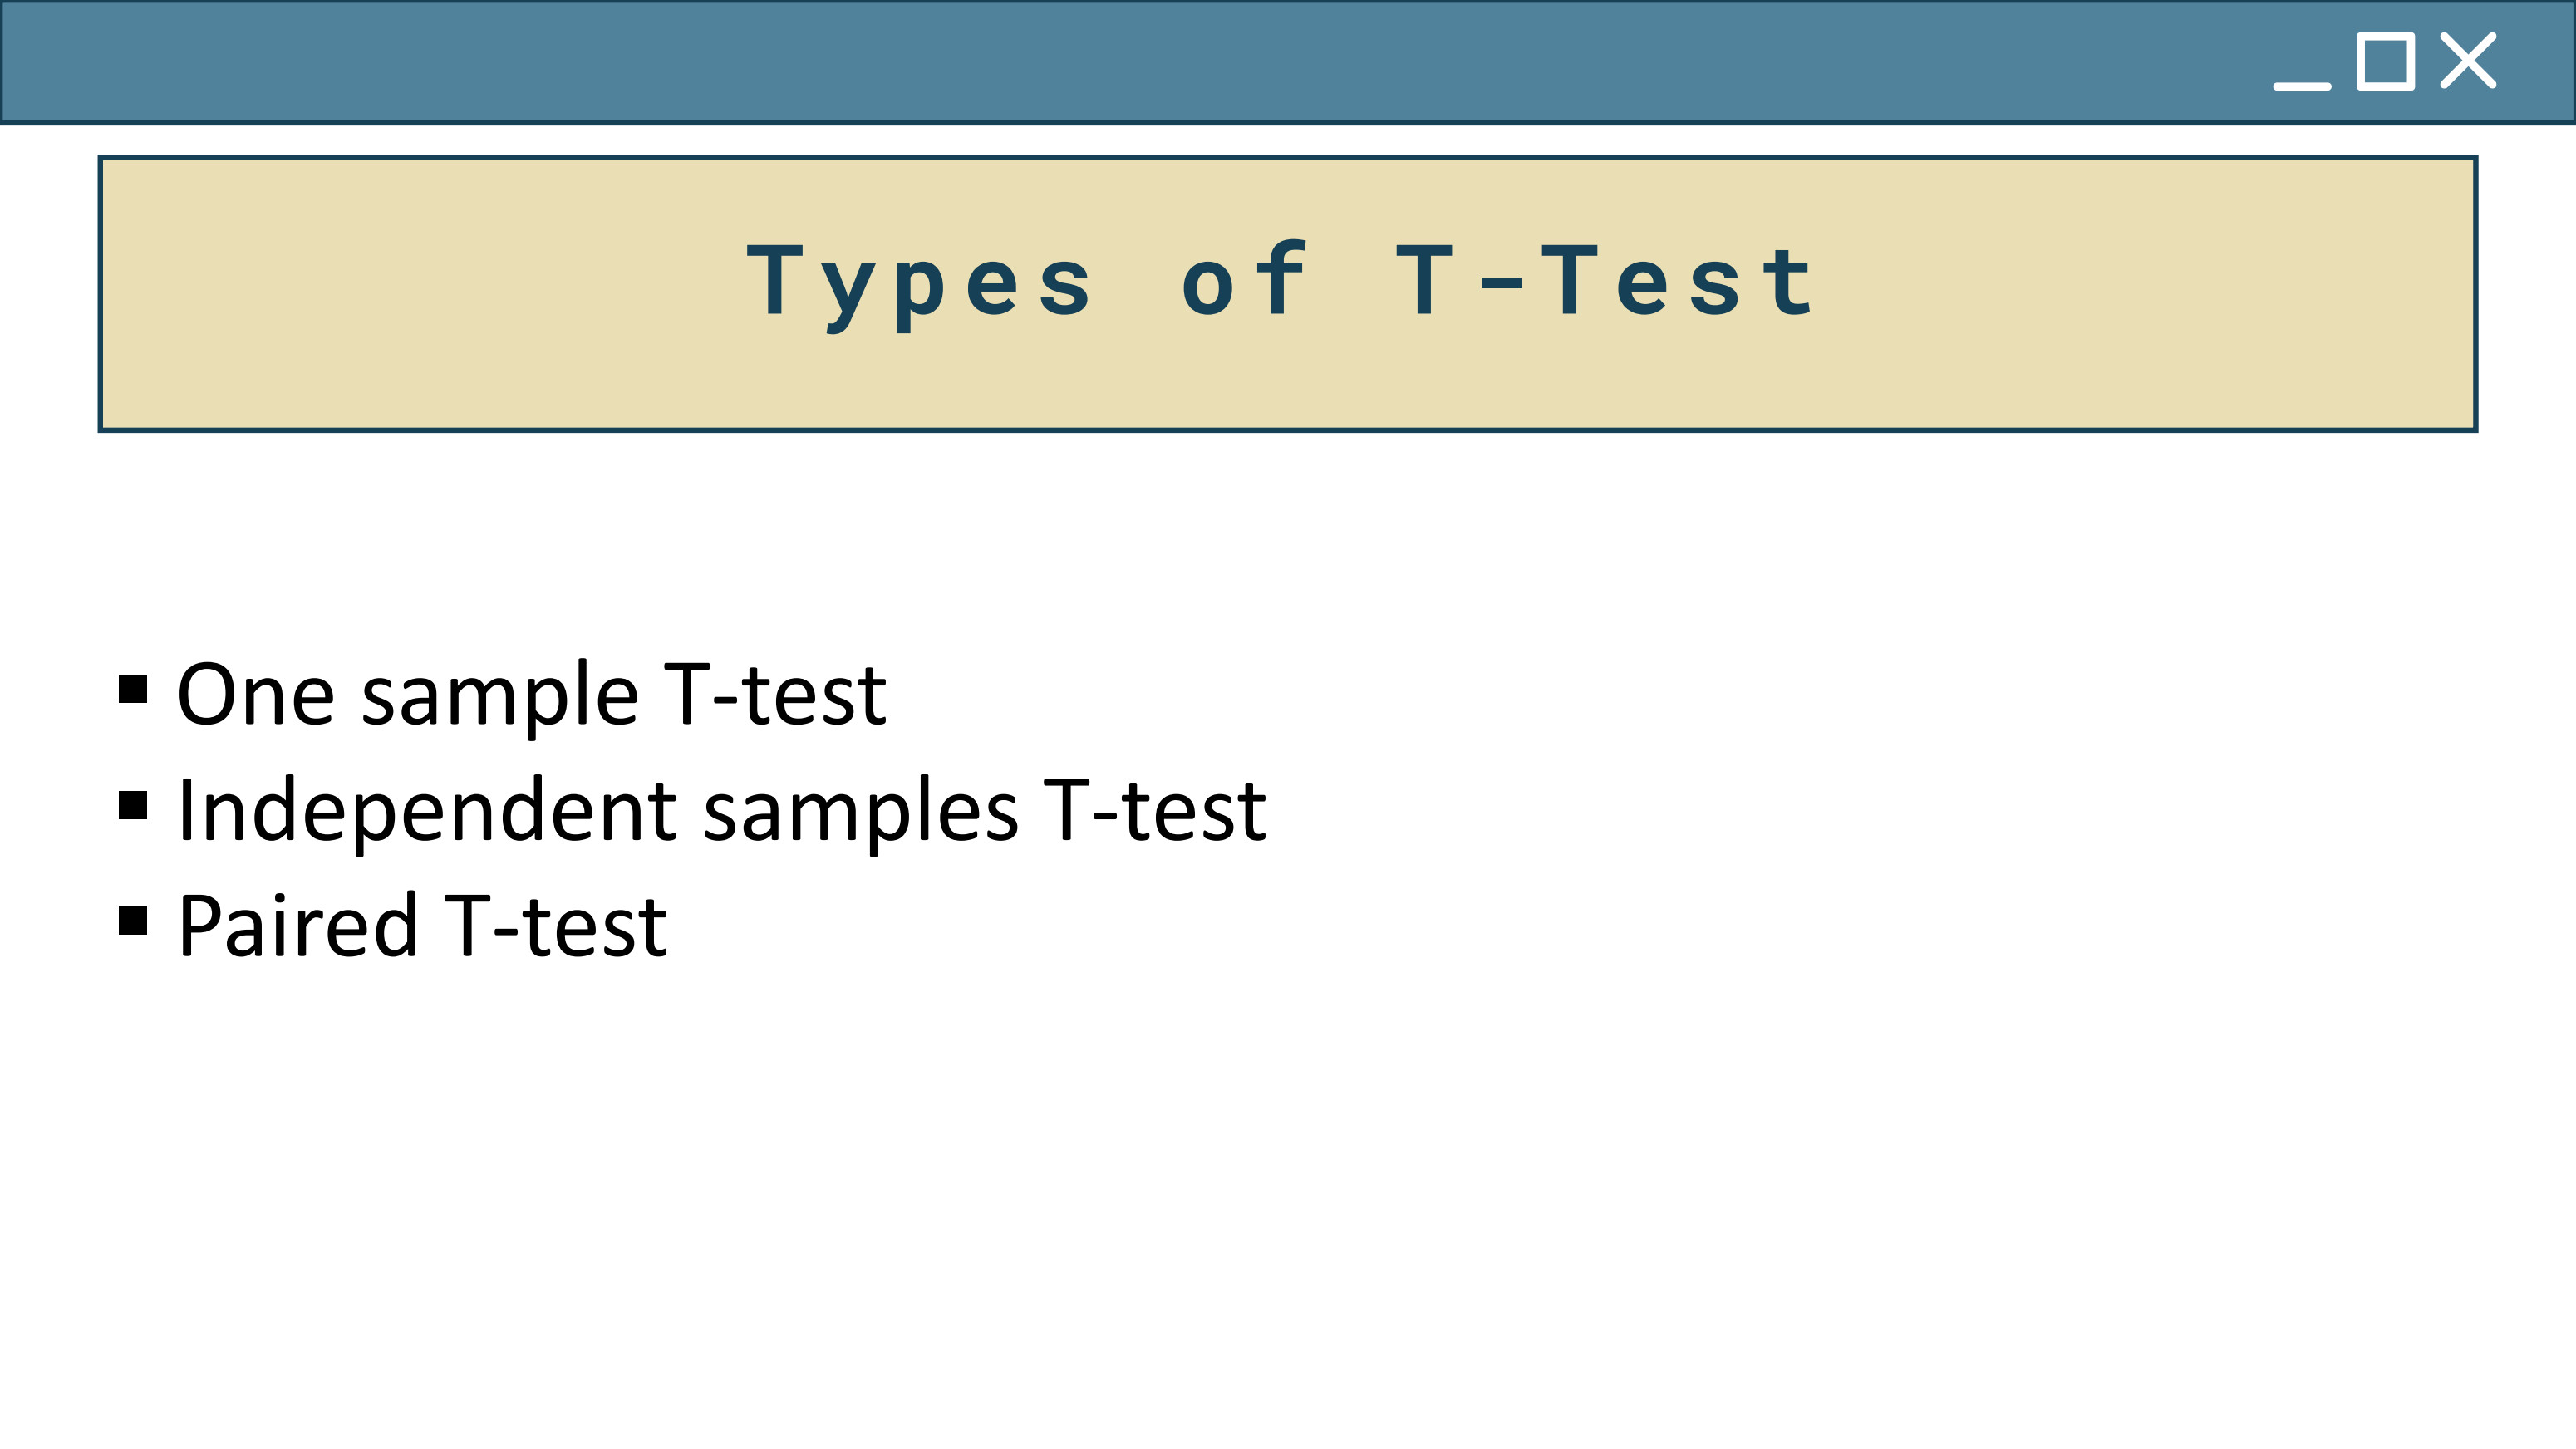 Types of T-Test
▪ One sample T-test
▪ Independent samples T-test
▪ Paired T-test